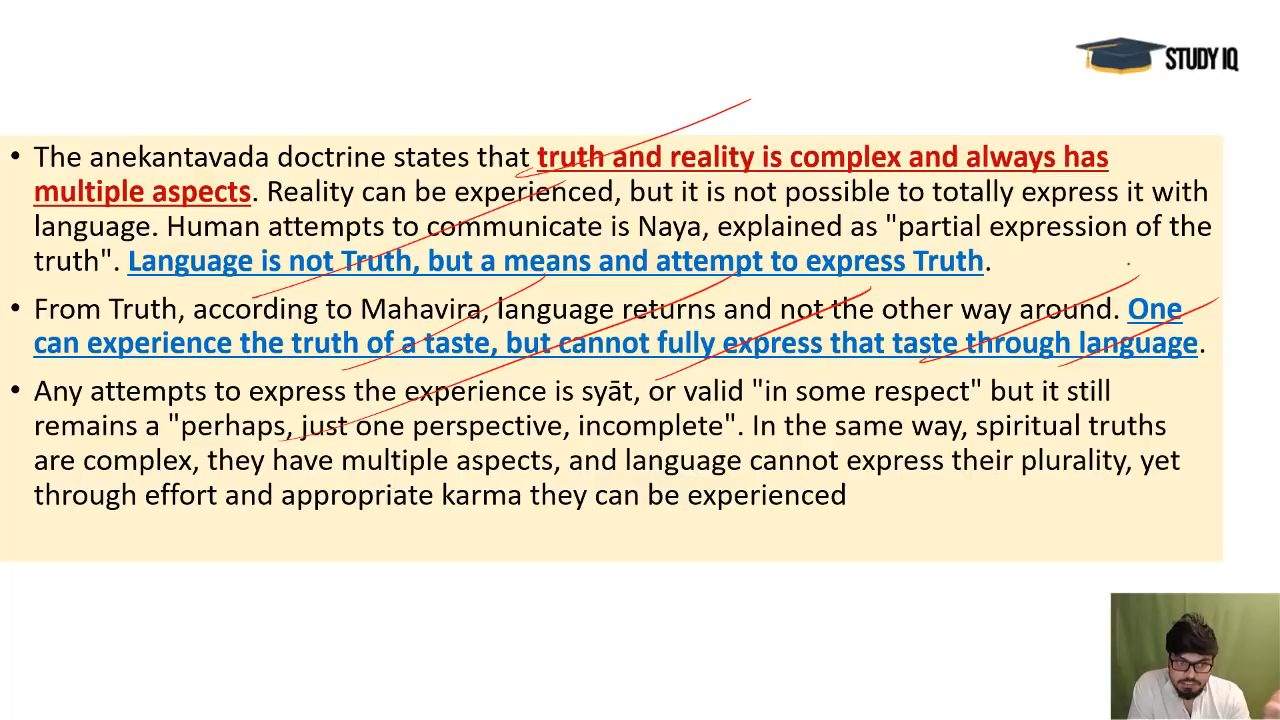 STUDY IQ
• The anekantavada doctrine states that truth and reality is complex and always has
multiple aspects. Reality can be experienced, but it is not possible to totally express it with
language. Human attempts to communicate is Naya, explained as "partial expression of the
truth". Language is not Truth, but a means and attempt to express Truth.
• From Truth, according to Mahavira, language returns and not the other way around. One
can experience the truth of a taste, but cannot fully express that taste through language.
• Any attempts to express the experience is syāt, or valid "in some respect" but it still
remains a "perhaps, just one perspective, incomplete". In the same way, spiritual truths
are complex, they have multiple aspects, and language cannot express their plurality, yet
through effort and appropriate karma they can be experienced